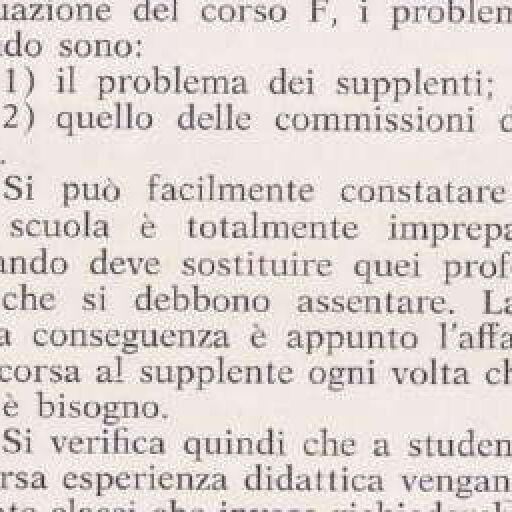 uazione del corso F, i problem
do sono:
1) il problema dei supplenti;
2) quello delle commissioni d
.
Si può facilmente constatare
scuola è totalmente imprepa
ando deve sostituire quei prof
che si debbono assentare. La
a conseguenza è appunto l'affa
corsa al supplente ogni volta ch
è bisogno.
Si verifica quindi che a studen
rsa esperienza didattica vengan